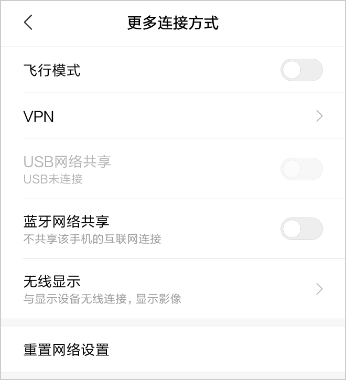 更多连接方式
飞行模式
VPN
USB网络共享
USB未连接
蓝牙网络共享
不共享该手机的互联网连接
无线显示
与显示设备无线连接，显示影像
重置网络设置